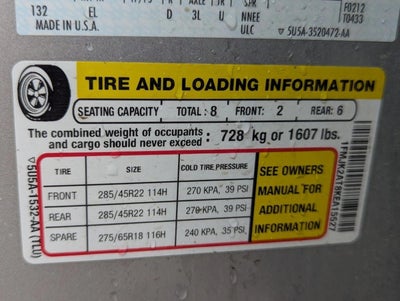 132 EL D 3L U NNEE F0212
MADE IN U.S.A. ULC T0433
▽5U5A-3520472-AA
TIRE AND LOADING INFORMATION
SEATING CAPACITY TOTAL: 8 FRONT: 2 REAR: 6
The combined weight of occupants
and cargo should never exceed: 728 kg or 1607 lbs.
TIRE SIZE COLD TIRE PRESSURE
FRONT 285/45R22 114H 270 KPA, 39 PSI
REAR 285/45R22 114H 270 KPA, 39 PSI
SPARE 275/65R18 116H 240 KPA, 35 PSI
SEE OWNERS
MANUAL FOR
ADDITIONAL
INFORMATION
▽5U5A-1532-AA (TLU)